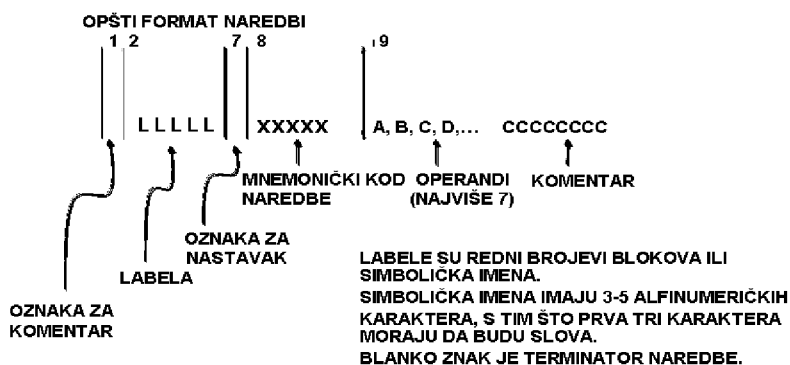 OPŠTI FORMAT NAREDBI
1 2 7 8 19
LLLLL XXXXX A, B, C, D,... CCCCCCCC
MNEMONIČKI KOD OPERANDI KOMENTAR
NAREDBE (NAJVIŠE 7)
OZNAKA ZA
NASTAVAK
LABELA
OZNAKA ZA
KOMENTAR
LABELE SU REDNI BROJEVI BLOKOVA ILI
SIMBOLIČKA IMENA.
SIMBOLIČKA IMENA IMAJU 3-5 ALFINUMERIČKIH
KARAKTERA, S TIM ŠTO PRVA TRI KARAKTERA
MORAJU DA BUDU SLOVA.
BLANKO ZNAK JE TERMINATOR NAREDBE.